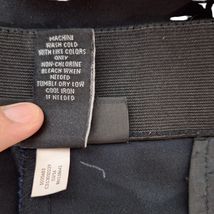 MACHINE
WASH COLD
WITH LIKE COLORS
ONLY
NON-CHLORINE
BLEACH WHEN
NEEDED
TUMBLE DRY LOW
COOL IRON
IF NEEDED